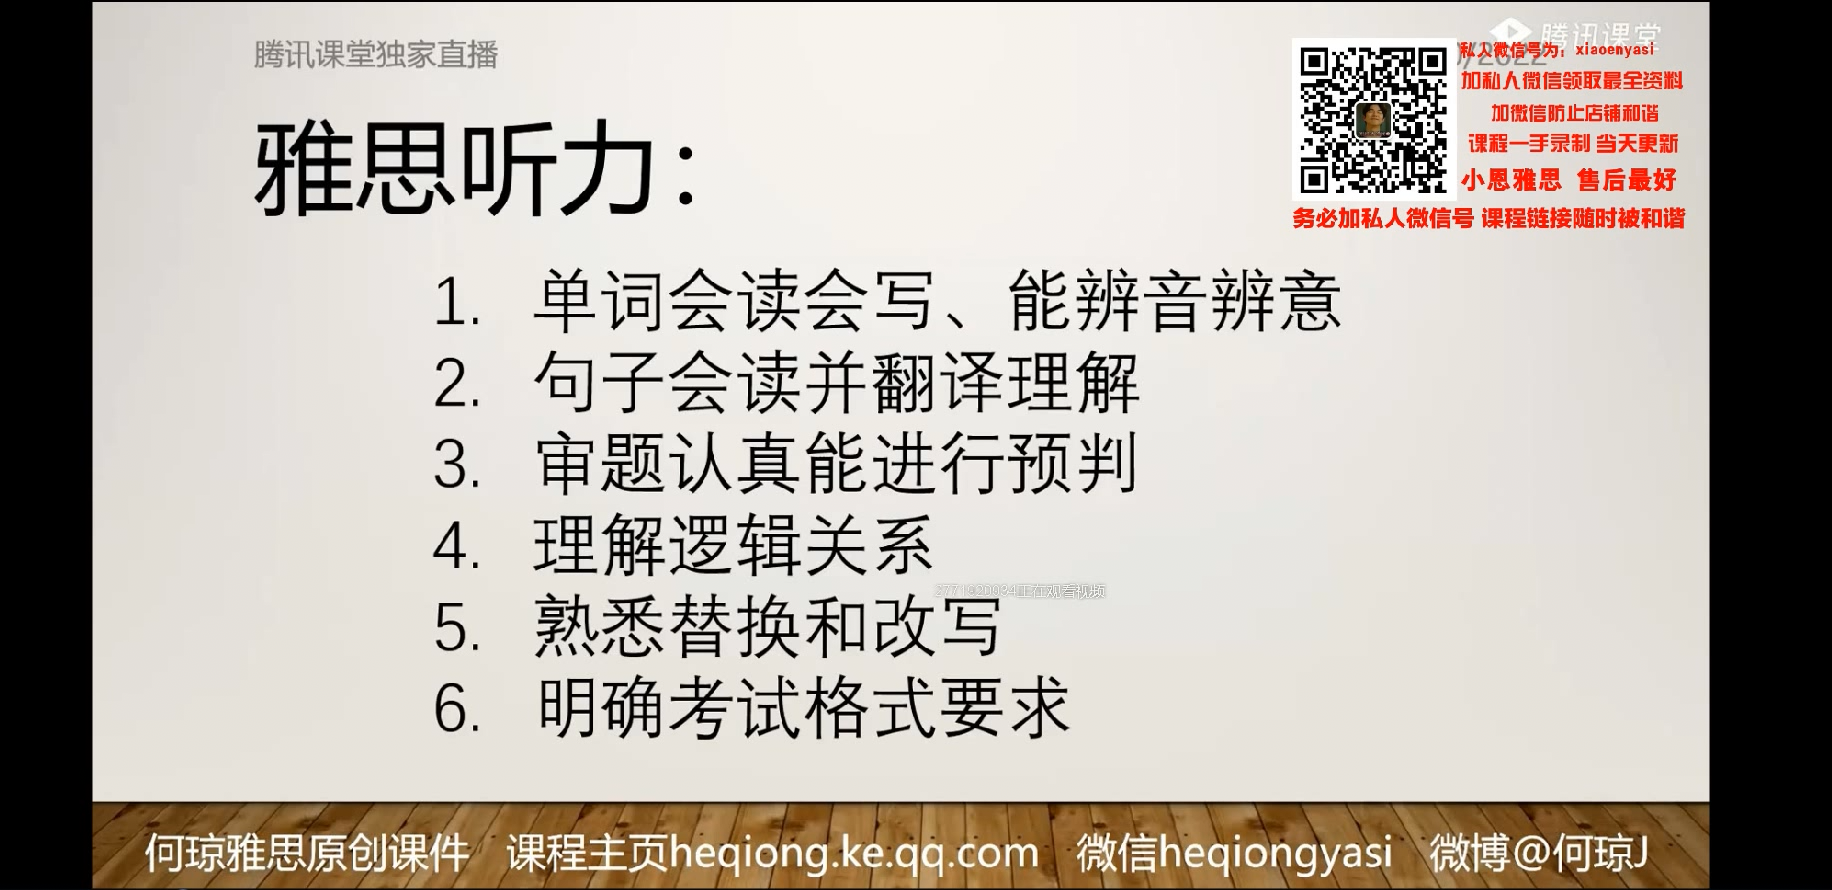 腾讯课堂独家直播
腾讯课堂
/2022
私人微信号为：xiaoenyasi
加私人微信领取最全资料
加微信防止店铺和谐
课程一手录制 当天更新
小恩雅思 售后最好
务必加私人微信号 课程链接随时被和谐
雅思听力：
1. 单词会读会写、能辨音辨意
2. 句子会读并翻译理解
3. 审题认真能进行预判
4. 理解逻辑关系
正在观看视频
5. 熟悉替换和改写
6. 明确考试格式要求
何琼雅思原创课件 课程主页heqiong.ke.qq.com 微信heqiongyasi 微博@何琼J